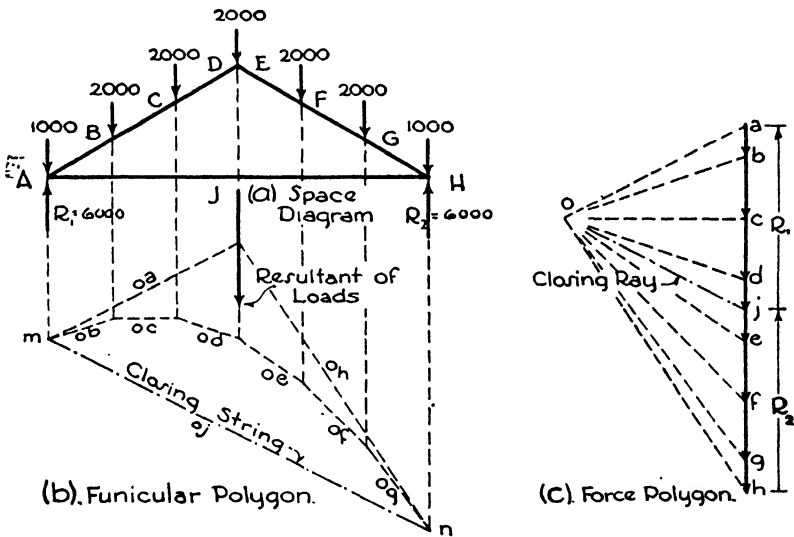 2000
2000
2000
2000
2000
1000
1000
A
B
C
D
E
F
G
H
J
(a) Space
Diagram
R₁=6000
R₂=6000
Resultant of
Loads
m
n
oa
ob
oc
od
oe
of
og
oh
Closing String
oj
(b). Funicular Polygon.
o
a
b
c
d
j
e
f
g
h
Closing Ray
R₁
R₂
(c). Force Polygon.